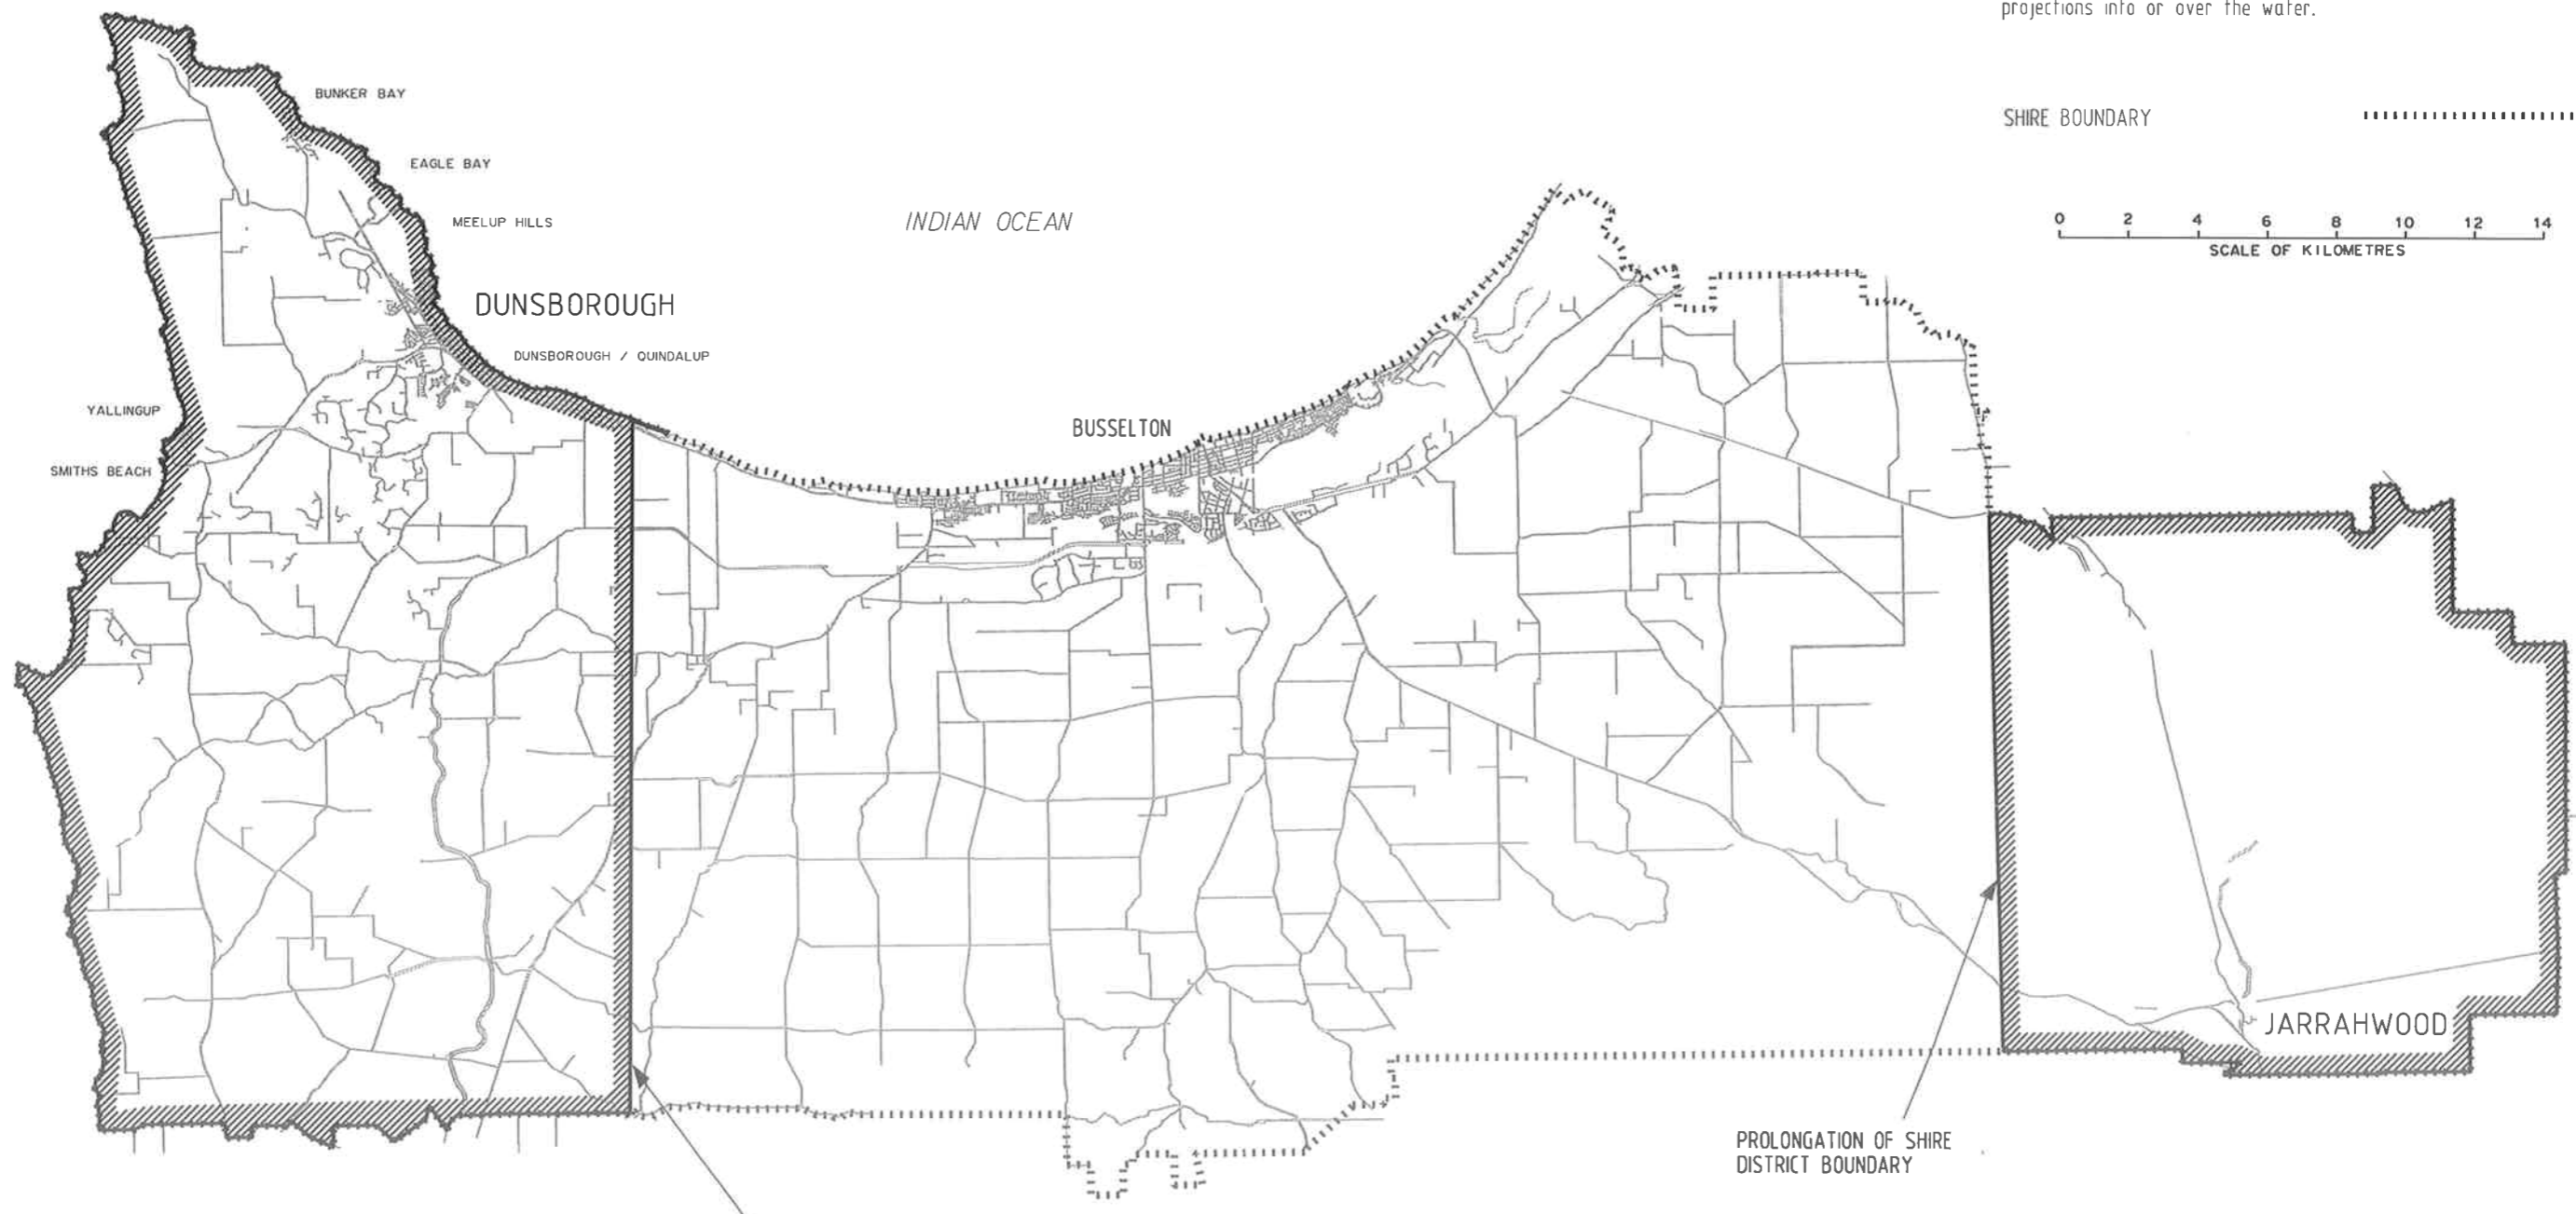 projections into or over the water.
BUNKER BAY
SHIRE BOUNDARY
EAGLE BAY
MEELUP HILLS
INDIAN OCEAN
0 2 4 6 8 10 12 14
SCALE OF KILOMETRES
DUNSBOROUGH
DUNSBOROUGH / QUINDALUP
YALLINGUP
BUSSELTON
SMITHS BEACH
JARRAHWOOD
PROLONGATION OF SHIRE
DISTRICT BOUNDARY